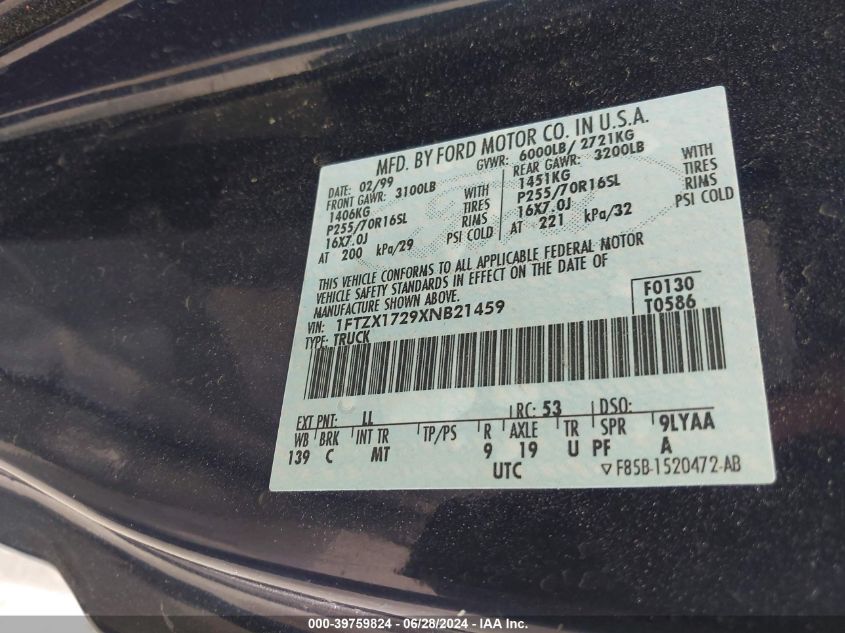 MFD. BY FORD MOTOR CO. IN U.S.A.
DATE: 02/99 GVWR: 6000LB/ 2721KG
FRONT GAWR: 3100LB REAR GAWR: 3200LB
1406KG WITH 1451KG WITH
P255/70R16SL TIRES P255/70R16SL TIRES
16X7.0J RIMS 16X7.0J RIMS
AT 200 kPa/29 PSI COLD AT 221 kPa/32 PSI COLD
THIS VEHICLE CONFORMS TO ALL APPLICABLE FEDERAL MOTOR
VEHICLE SAFETY STANDARDS IN EFFECT ON THE DATE OF
MANUFACTURE SHOWN ABOVE.
VIN: 1FTZX1729XNB21459 F0130
TYPE: TRUCK T0586
EXT PNT: LL RC: 53 DSO:
WB BRK INT TR TP/PS R AXLE TR SPR 9LYAA
139 C MT 9 19 U PF A
UTC ▽ F85B-1520472-AB
000-39759824 - 06/28/2024 - IAAI.com